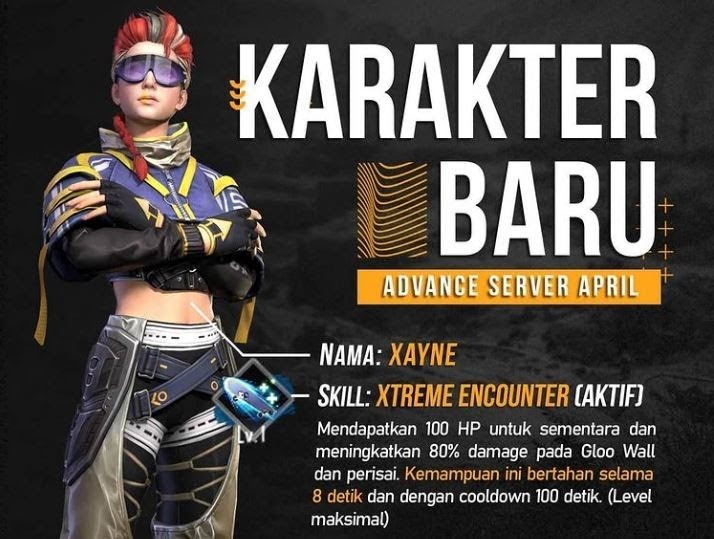 KARAKTER
BARU
ADVANCE SERVER APRIL
NAMA: XAYNE
SKILL: XTREME ENCOUNTER (AKTIF)
Lv.1
Mendapatkan 100 HP untuk sementara dan
meningkatkan 80% damage pada Gloo Wall
dan perisai. Kemampuan ini bertahan selama
8 detik dan dengan cooldown 100 detik. (Level
maksimal)